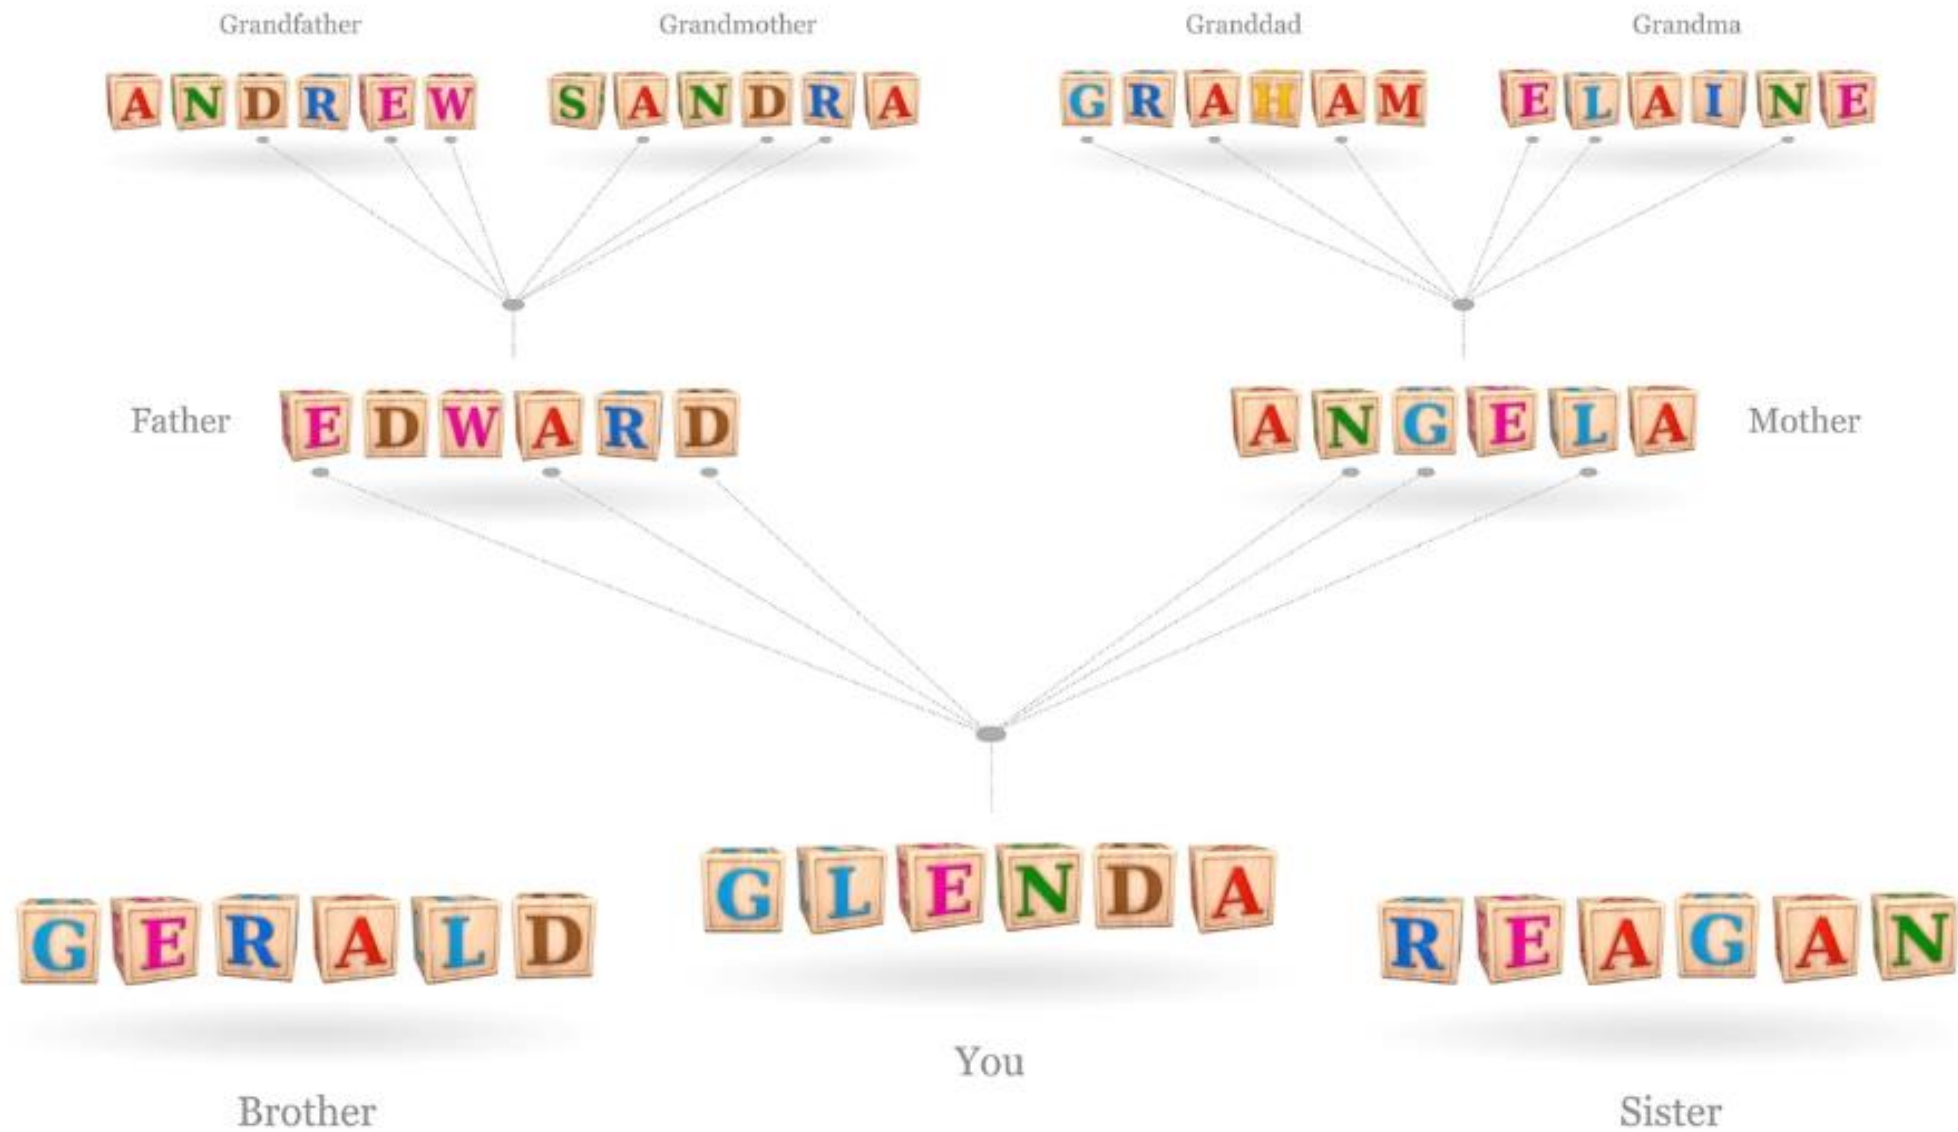 Grandfather Grandmother Granddad Grandma
ANDREW SANDRA GRAHAM ELAINE
Father EDWARD ANGELA Mother
GLENDA
GERALD REAGAN
You
Brother Sister